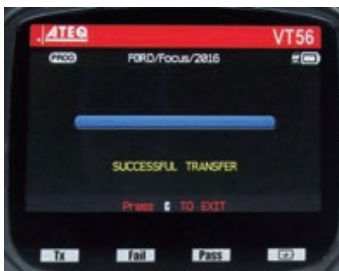 ATEQ VT56
PROG FORD/Focus/2016
SUCCESSFUL TRANSFER
Press C TO EXIT
Tx Fail Pass